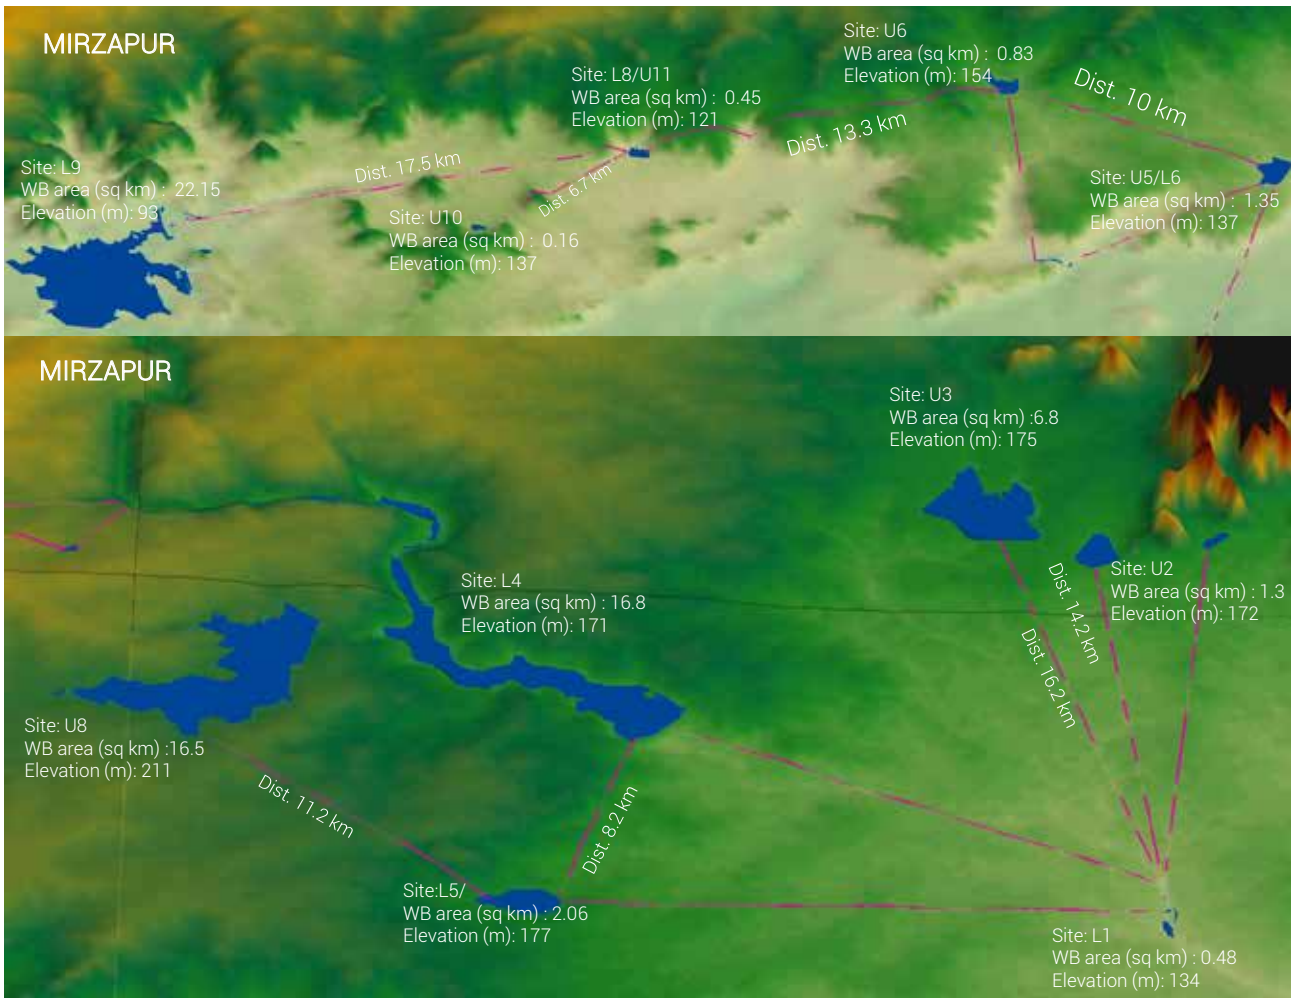 MIRZAPUR
Site: U6
WB area (sq km) : 0.83
Elevation (m): 154
Site: L8/U11
WB area (sq km) : 0.45
Elevation (m): 121
Dist. 10 km
Dist. 13.3 km
Site: L9
WB area (sq km) : 22.15
Elevation (m): 93
Dist. 17.5 km
Dist. 6.7 km
Site: U5/L6
WB area (sq km) : 1.35
Elevation (m): 137
Site: U10
WB area (sq km) : 0.16
Elevation (m): 137
MIRZAPUR
Site: U3
WB area (sq km) :6.8
Elevation (m): 175
Site: L4
WB area (sq km) : 16.8
Elevation (m): 171
Site: U2
WB area (sq km) : 1.3
Elevation (m): 172
Dist. 14.2 km
Dist. 16.2 km
Site: U8
WB area (sq km) :16.5
Elevation (m): 211
Dist. 11.2 km
Dist. 8.2 km
Site:L5/
WB area (sq km) : 2.06
Elevation (m): 177
Site: L1
WB area (sq km) : 0.48
Elevation (m): 134